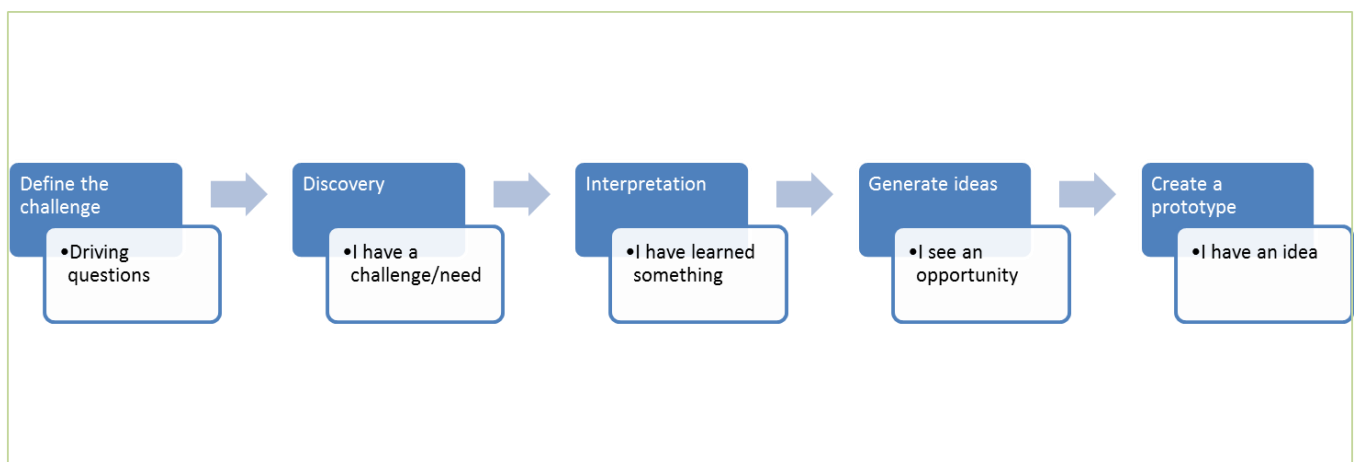 Define the
challenge
•Driving
questions
Discovery
•I have a
challenge/need
Interpretation
•I have learned
something
Generate ideas
•I see an
opportunity
Create a
prototype
•I have an idea